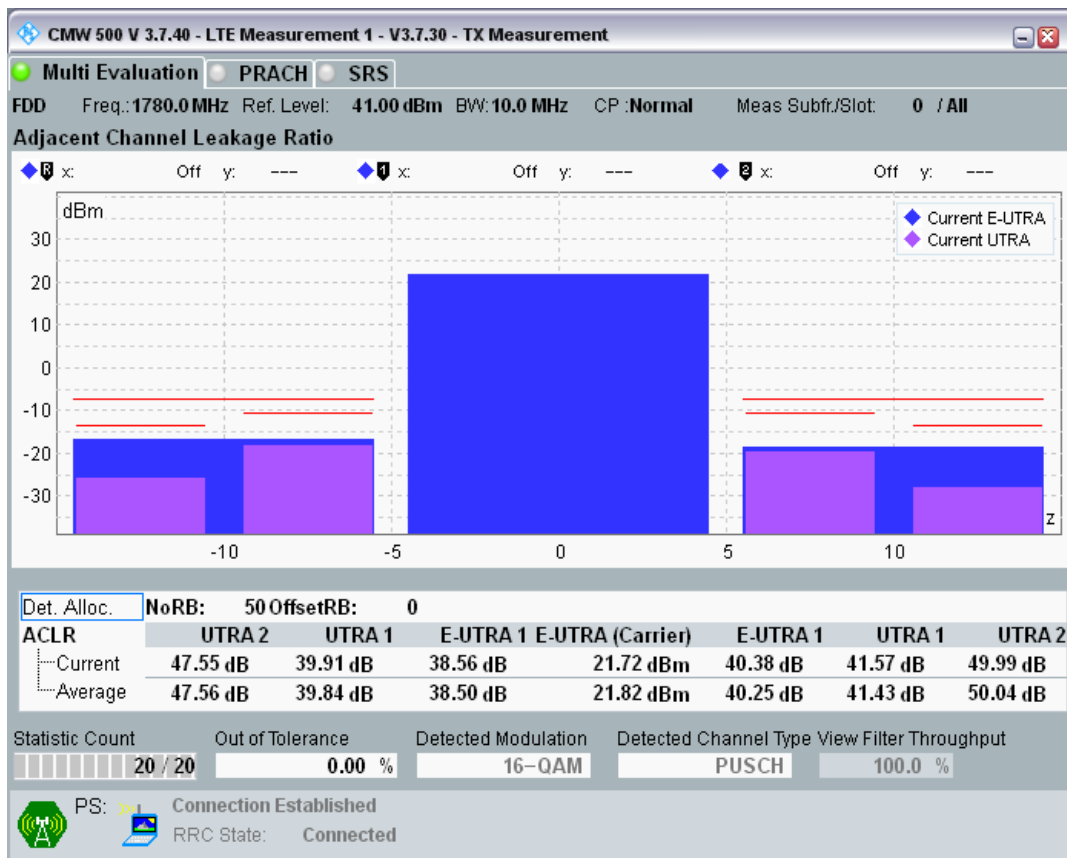 CMW 500 V 3.7.40 - LTE Measurement 1 - V3.7.30 - TX Measurement
Multi Evaluation PRACH SRS
FDD Freq.: 1780.0 MHz Ref. Level: 41.00 dBm BW: 10.0 MHz CP :Normal Meas Subfr./Slot: 0 / All
Adjacent Channel Leakage Ratio
R x: Off y: --- 1 x: Off y: --- 2 x: Off y: ---
dBm
Current E-UTRA
Current UTRA
30
20
10
0
-10
-20
-30
z
-10 -5 0 5 10
Det. Alloc. NoRB: 50 OffsetRB: 0
ACLR UTRA 2 UTRA 1 E-UTRA 1 E-UTRA (Carrier) E-UTRA 1 UTRA 1 UTRA 2
Current 47.55 dB 39.91 dB 38.56 dB 21.72 dBm 40.38 dB 41.57 dB 49.99 dB
Average 47.56 dB 39.84 dB 38.50 dB 21.82 dBm 40.25 dB 41.43 dB 50.04 dB
Statistic Count Out of Tolerance Detected Modulation Detected Channel Type View Filter Throughput
20 / 20 0.00 % 16-QAM PUSCH 100.0 %
PS: Connection Established
RRC State: Connected